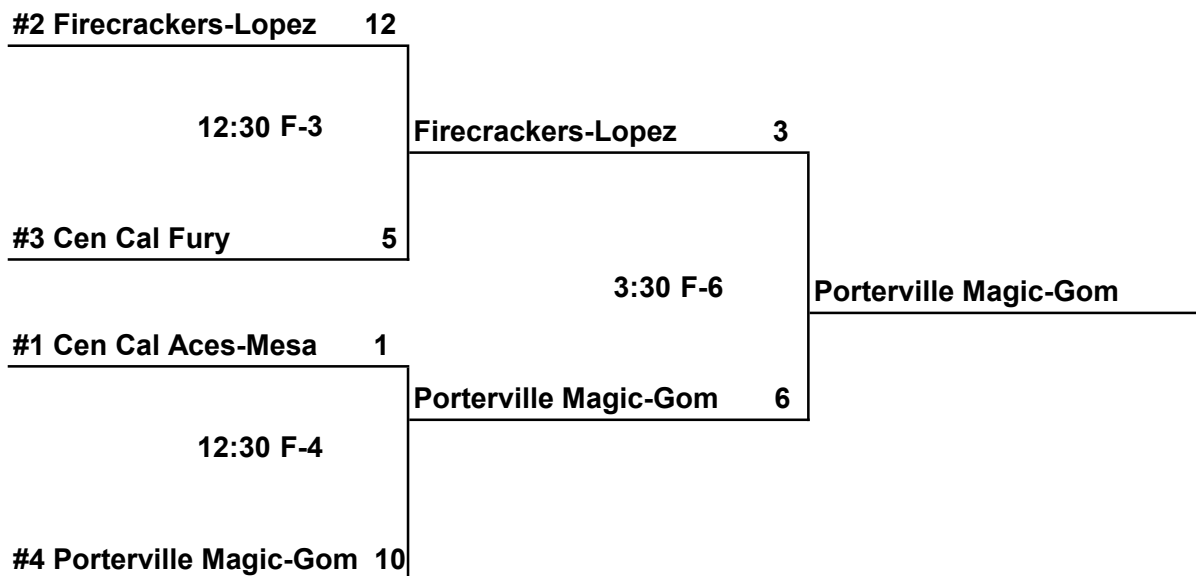 #2 Firecrackers-Lopez 12
12:30 F-3
Firecrackers-Lopez 3
#3 Cen Cal Fury 5
3:30 F-6
Porterville Magic-Gom
#1 Cen Cal Aces-Mesa 1
Porterville Magic-Gom 6
12:30 F-4
#4 Porterville Magic-Gom 10